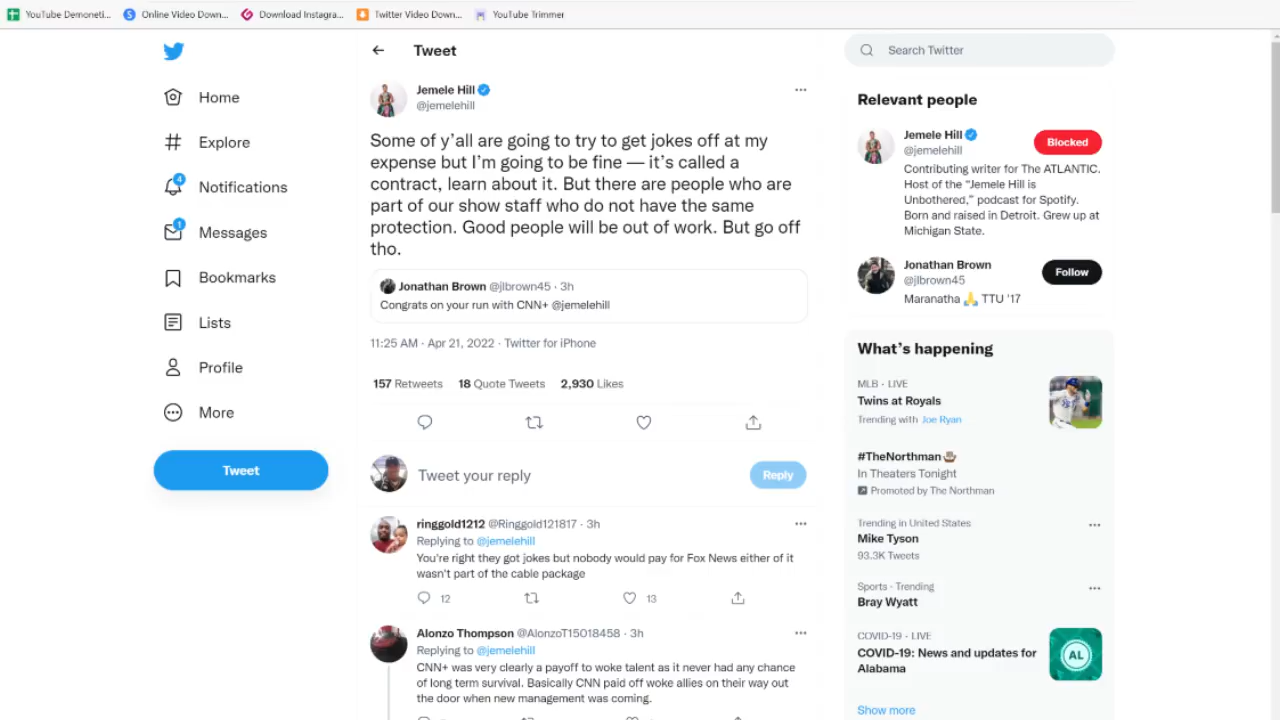 YouTube Demoneti... Online Video Down... Download Instagra... Twitter Video Down... YouTube Trimmer
Home
Explore
4
Notifications
1
Messages
Bookmarks
Lists
Profile
More
Tweet
Tweet
Jemele Hill
@jemelehill
Some of y'all are going to try to get jokes off at my
expense but I'm going to be fine — it's called a
contract, learn about it. But there are people who are
part of our show staff who do not have the same
protection. Good people will be out of work. But go off
tho.
Jonathan Brown @jlbrown45 · 3h
Congrats on your run with CNN+ @jemelehill
11:25 AM · Apr 21, 2022 · Twitter for iPhone
157 Retweets 18 Quote Tweets 2,930 Likes
Tweet your reply
Reply
ringgold1212 @Ringgold121817 · 3h
Replying to @jemelehill
You're right they got jokes but nobody would pay for Fox News either of it
wasn't part of the cable package
12 13
Alonzo Thompson @AlonzoT15018458 · 3h
Replying to @jemelehill
CNN+ was very clearly a payoff to woke talent as it never had any chance
of long term survival. Basically CNN paid off woke allies on their way out
the door when new management was coming.
Search Twitter
Relevant people
Jemele Hill
@jemelehill
Blocked
Contributing writer for The ATLANTIC.
Host of the "Jemele Hill is
Unbothered," podcast for Spotify.
Born and raised in Detroit. Grew up at
Michigan State.
Jonathan Brown
@jlbrown45
Follow
Maranatha 🙏 TTU '17
What's happening
MLB · LIVE
Twins at Royals
Trending with Joe Ryan
#TheNorthman
In Theaters Tonight
Promoted by The Northman
Trending in United States
Mike Tyson
93.3K Tweets
Sports · Trending
Bray Wyatt
COVID-19 · LIVE
COVID-19: News and updates for
Alabama
AL
Show more